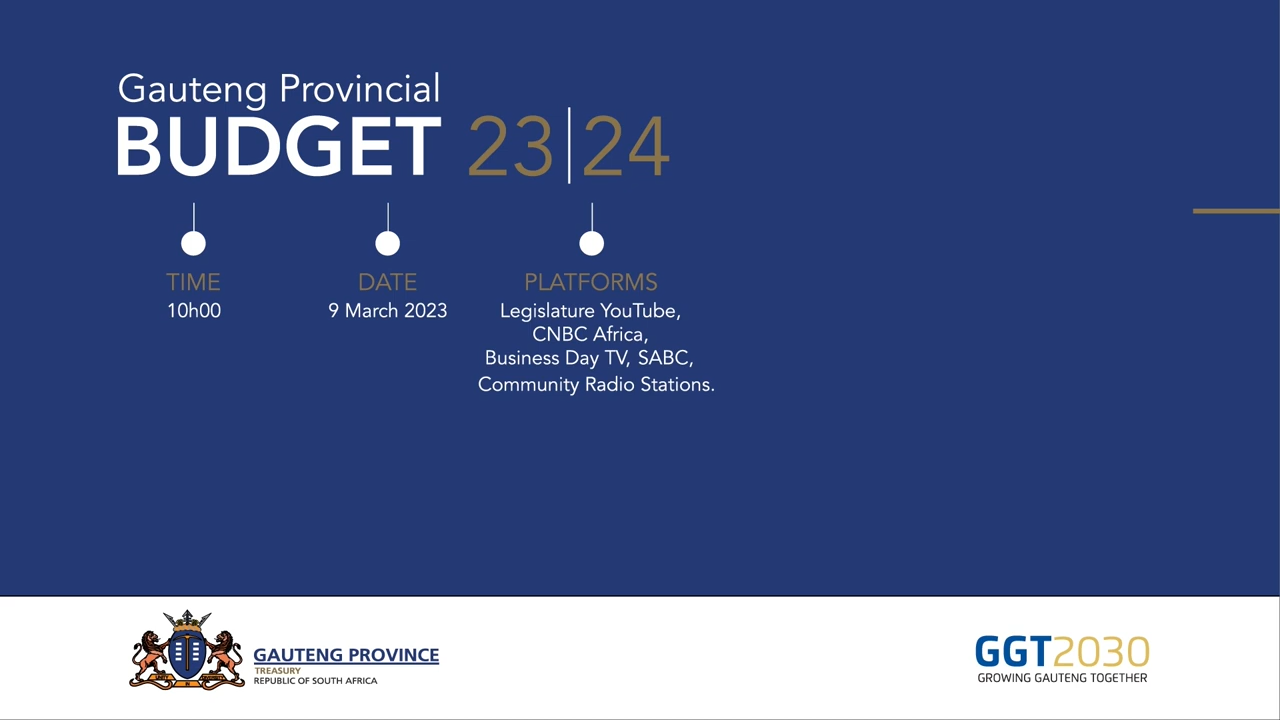 Gauteng Provincial
BUDGET 23|24
TIME
10h00
DATE
9 March 2023
PLATFORMS
Legislature YouTube,
CNBC Africa,
Business Day TV, SABC,
Community Radio Stations.
GAUTENG PROVINCE
TREASURY
REPUBLIC OF SOUTH AFRICA
GGT2030
GROWING GAUTENG TOGETHER